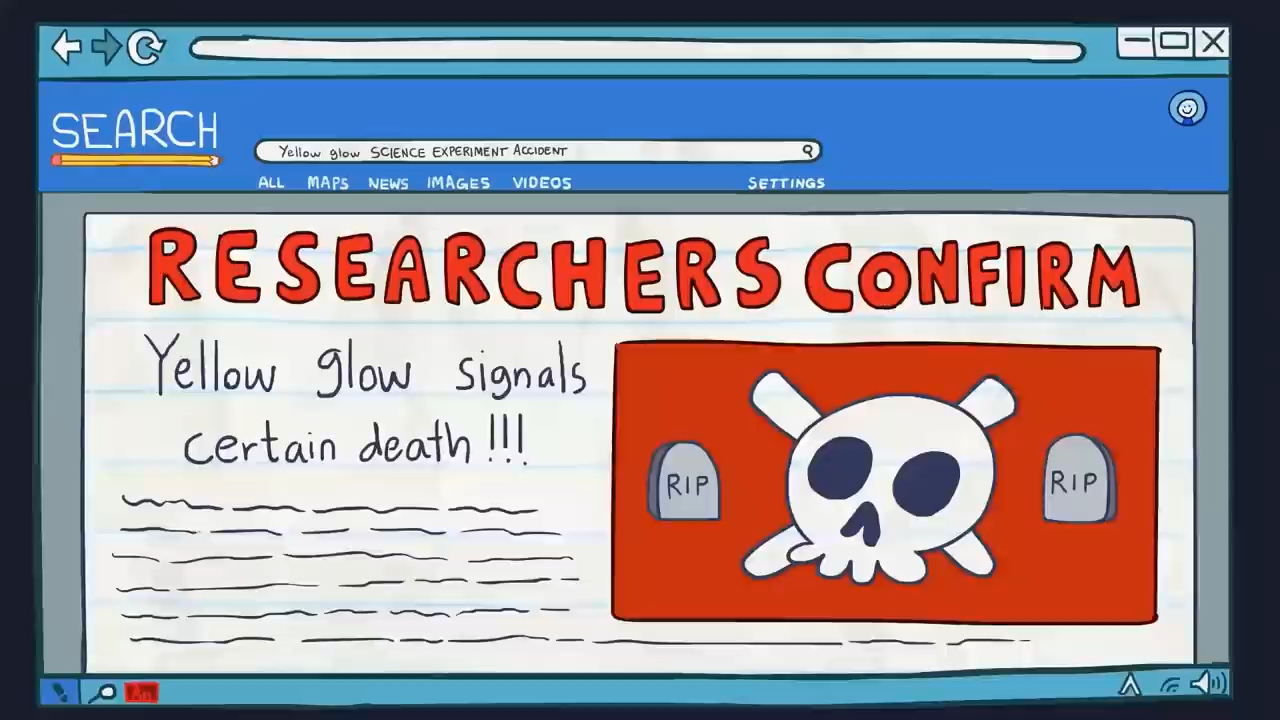 SEARCH
Yellow glow SCIENCE EXPERIMENT ACCIDENT
ALL MAPS NEWS IMAGES VIDEOS SETTINGS
RESEARCHERS CONFIRM
Yellow glow signals
certain death!!!
RIP
RIP
An